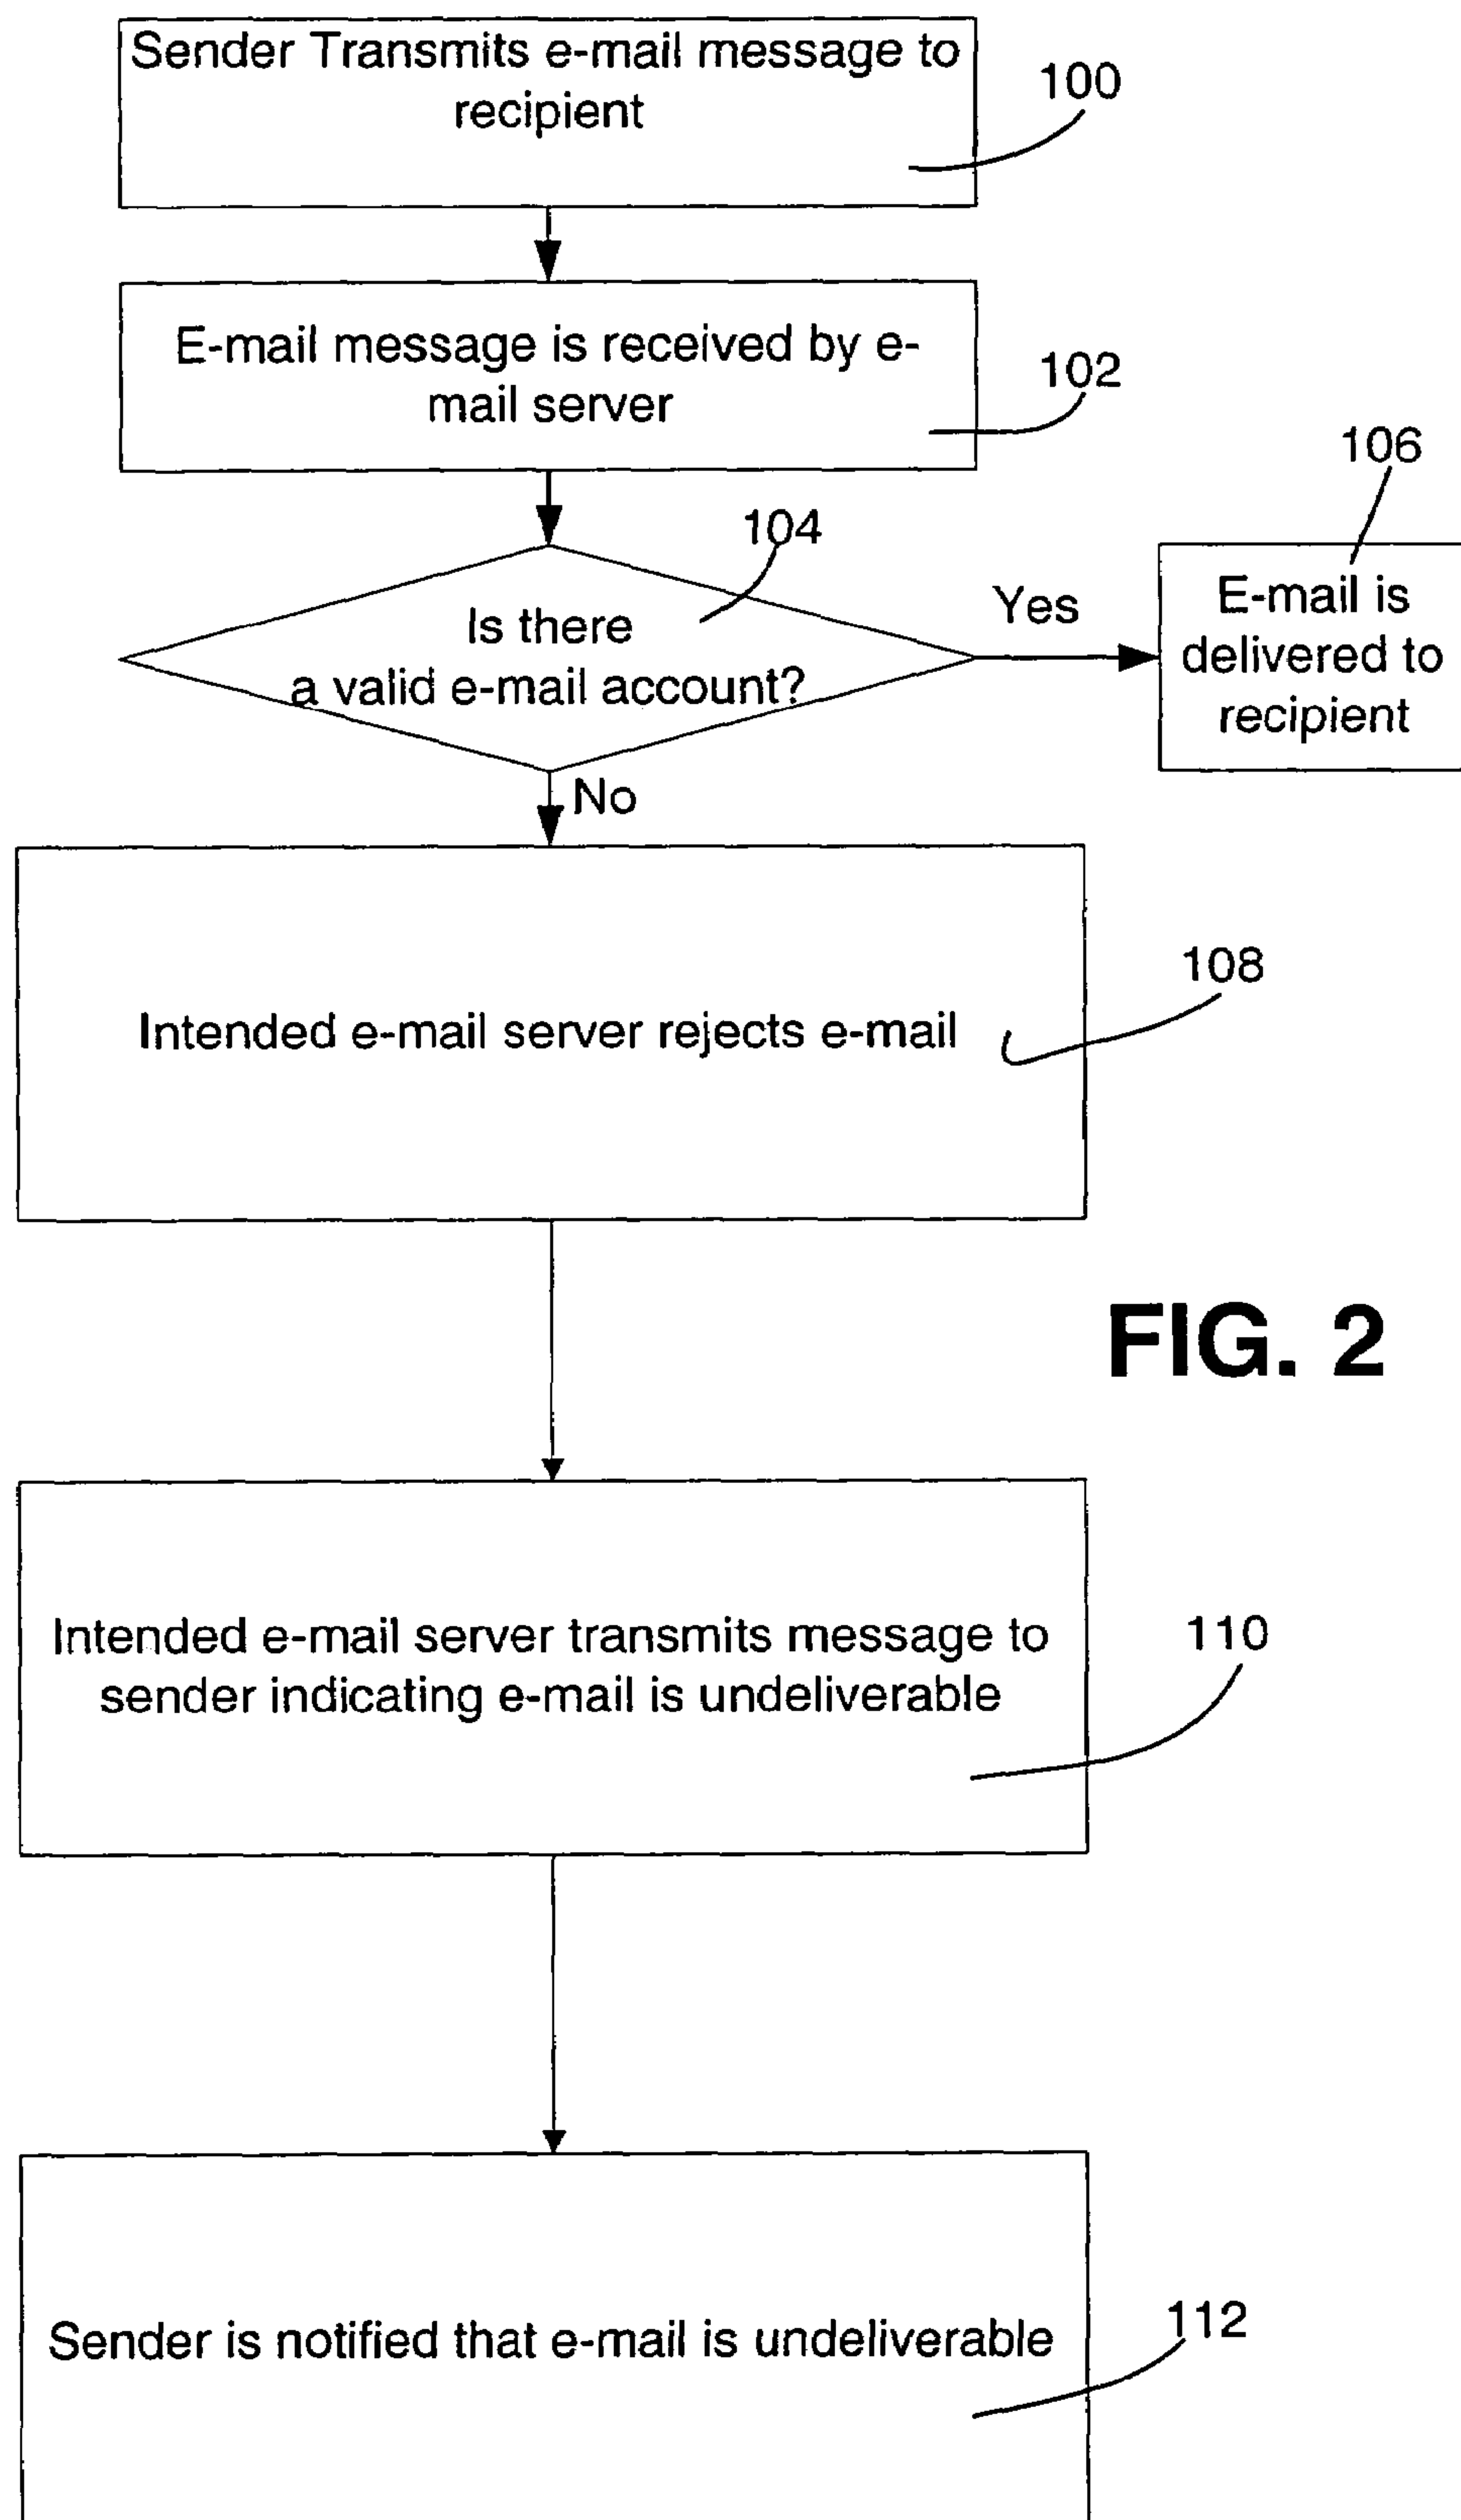 Sender Transmits e-mail message to
recipient
100
E-mail message is received by e-
mail server
102
104
106
Is there
a valid e-mail account?
Yes
E-mail is
delivered to
recipient
No
Intended e-mail server rejects e-mail
108
FIG. 2
Intended e-mail server transmits message to
sender indicating e-mail is undeliverable
110
Sender is notified that e-mail is undeliverable
112